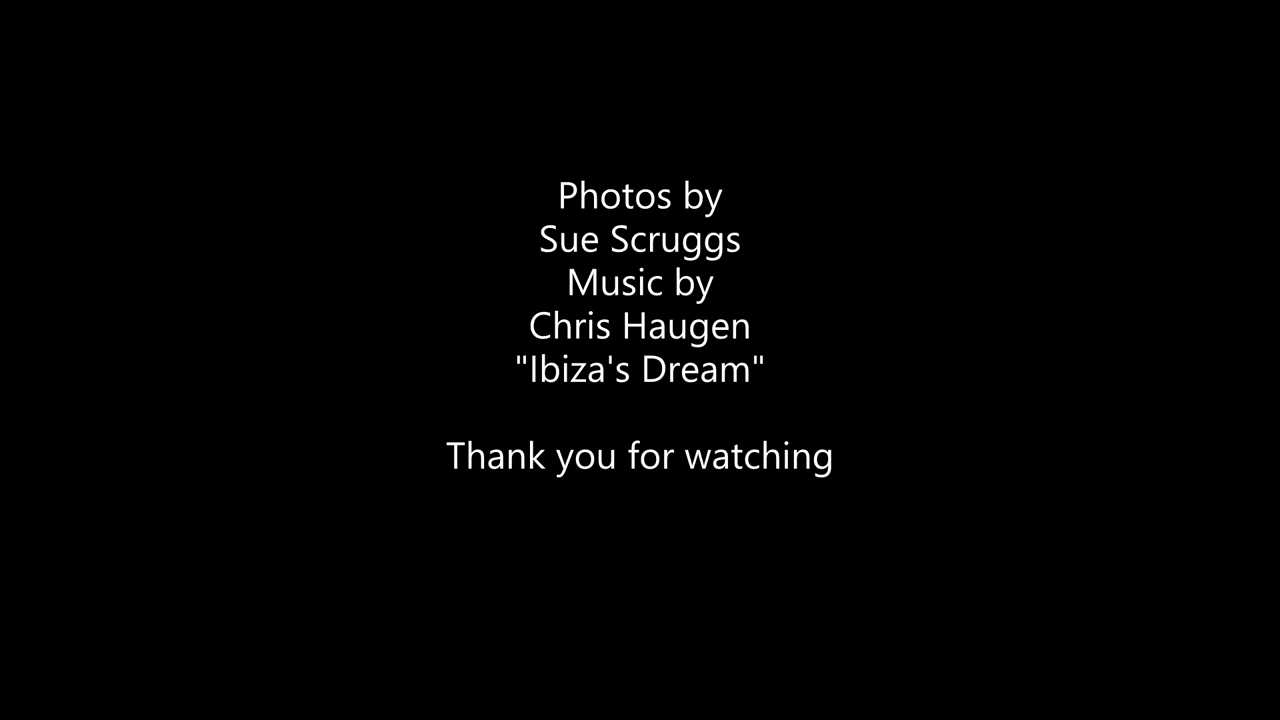 Photos by
Sue Scruggs
Music by
Chris Haugen
"Ibiza's Dream"
Thank you for watching